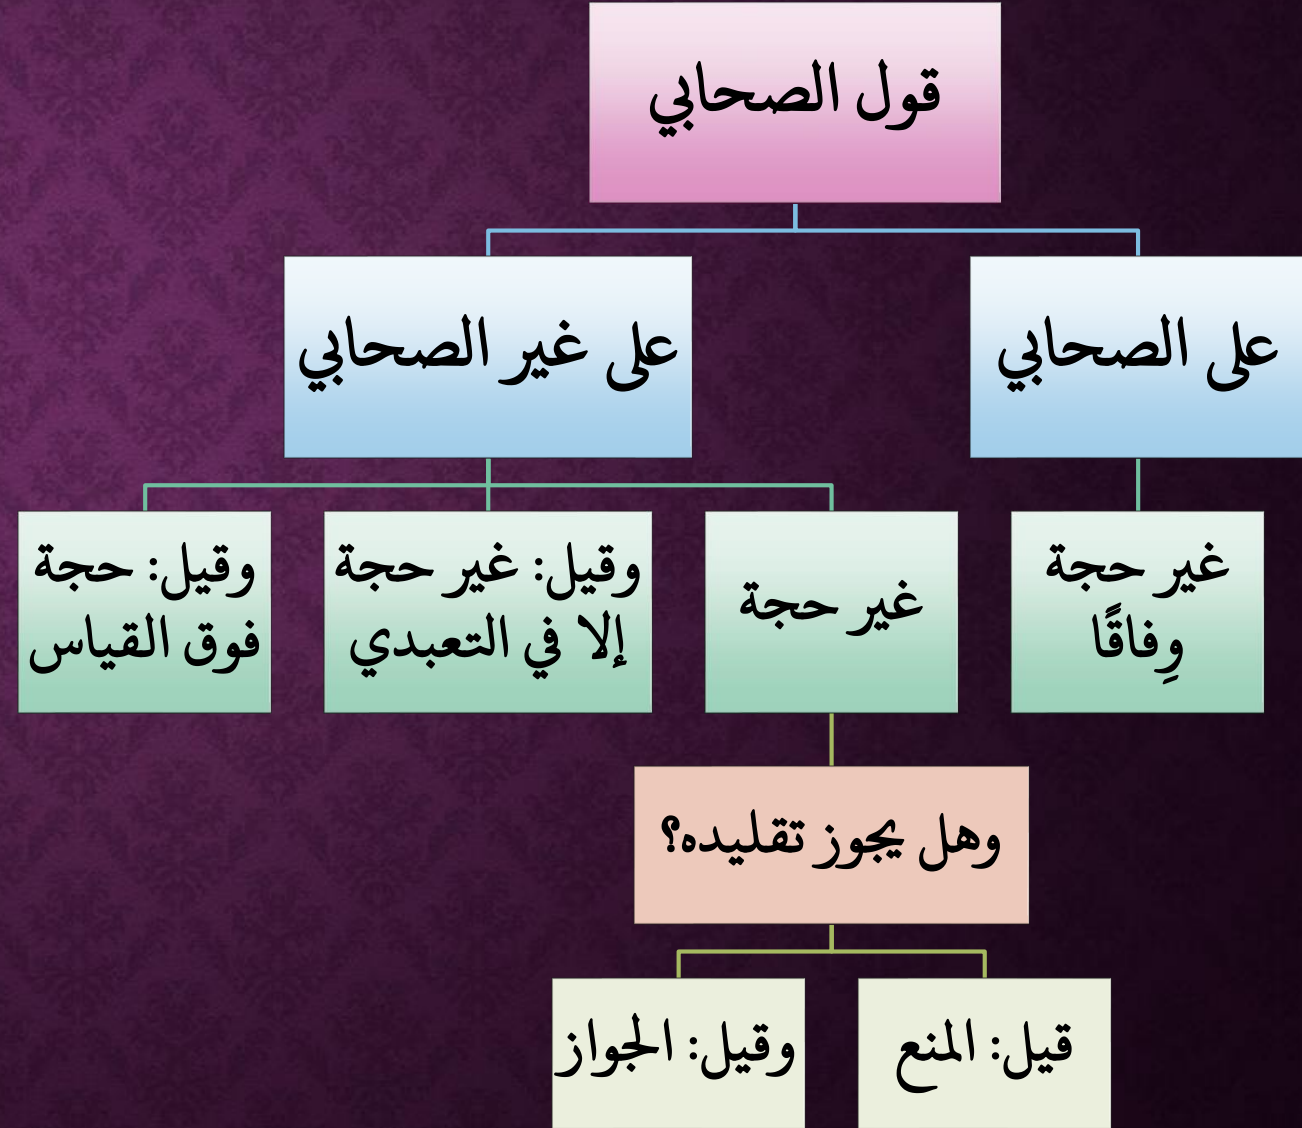 قول الصحابي
على الصحابي
على غير الصحابي
غير حجة
وِفاقًا
غير حجة
وقيل: غير حجة
إلا في التعبدي
وقيل: حجة
فوق القياس
وهل يجوز تقليده؟
قيل: المنع
وقيل: الجواز